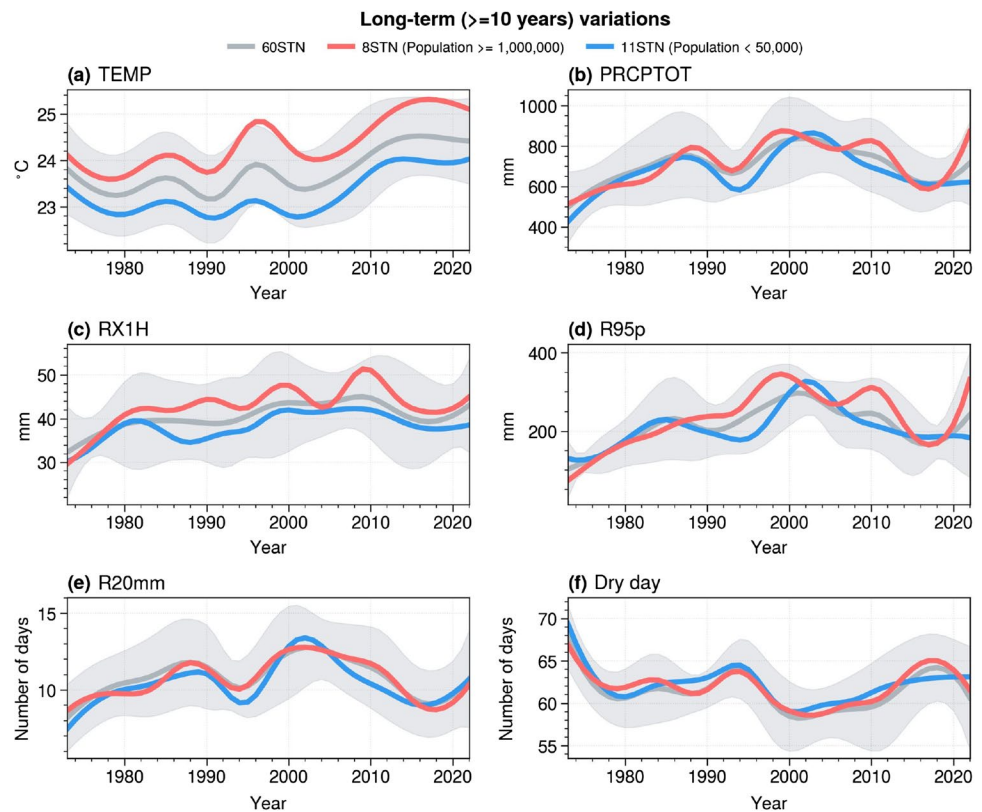 Long-term (>=10 years) variations
60STN 8STN (Population >= 1,000,000) 11STN (Population < 50,000)
(a) TEMP
25
24
23
°C
1980 1990 2000 2010 2020
Year
(b) PRCPTOT
1000
800
600
400
mm
1980 1990 2000 2010 2020
Year
(c) RX1H
50
40
30
mm
1980 1990 2000 2010 2020
Year
(d) R95p
400
200
mm
1980 1990 2000 2010 2020
Year
(e) R20mm
15
10
Number of days
1980 1990 2000 2010 2020
Year
(f) Dry day
70
65
60
55
Number of days
1980 1990 2000 2010 2020
Year